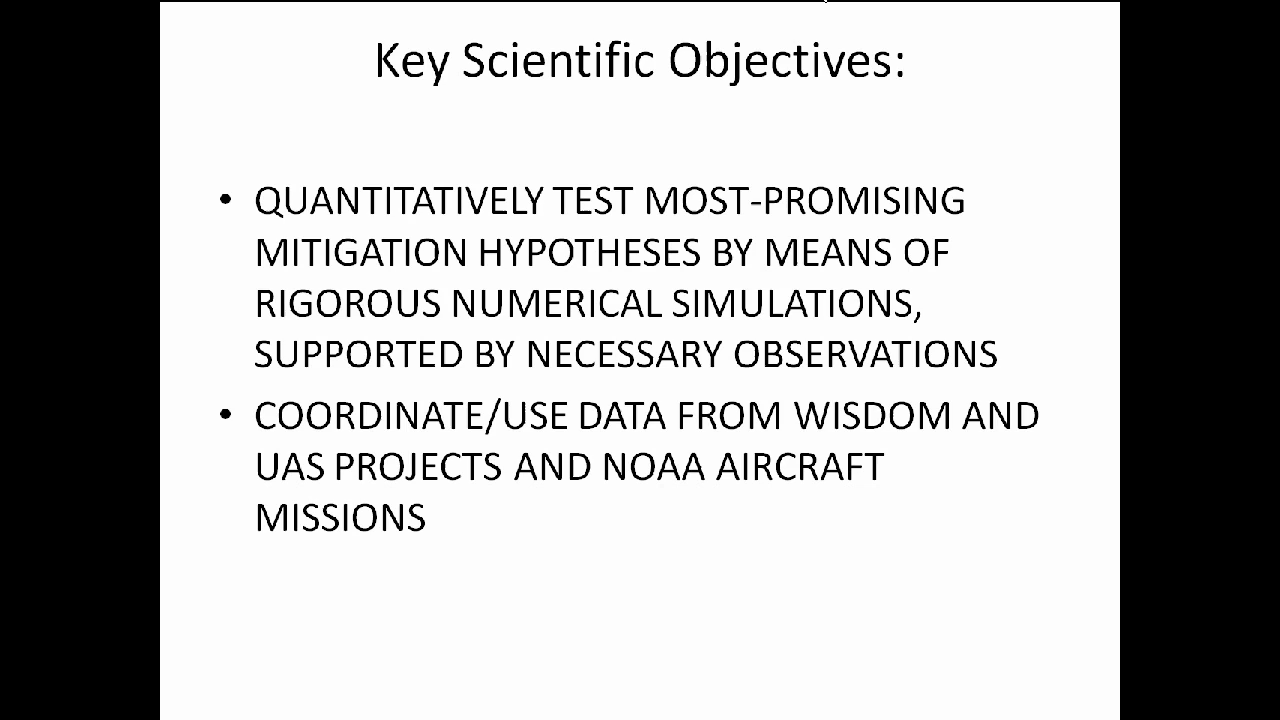 Key Scientific Objectives:
• QUANTITATIVELY TEST MOST-PROMISING
MITIGATION HYPOTHESES BY MEANS OF
RIGOROUS NUMERICAL SIMULATIONS,
SUPPORTED BY NECESSARY OBSERVATIONS
• COORDINATE/USE DATA FROM WISDOM AND
UAS PROJECTS AND NOAA AIRCRAFT
MISSIONS